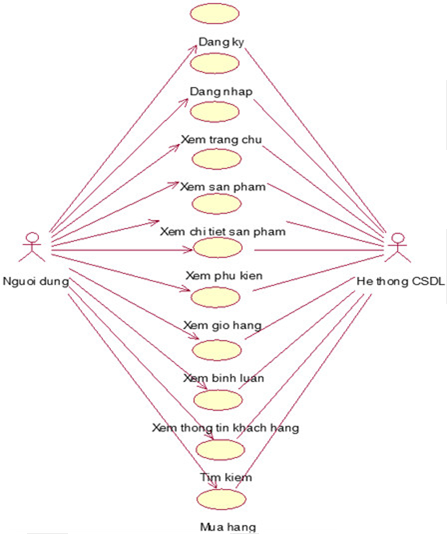 Dang ky
Dang nhap
Xem trang chu
Xem san pham
Xem chi tiet san pham
Nguoi dung
He thong CSDL
Xem phu kien
Xem gio hang
Xem binh luan
Xem thong tin khach hang
Tim kiem
Mua hang